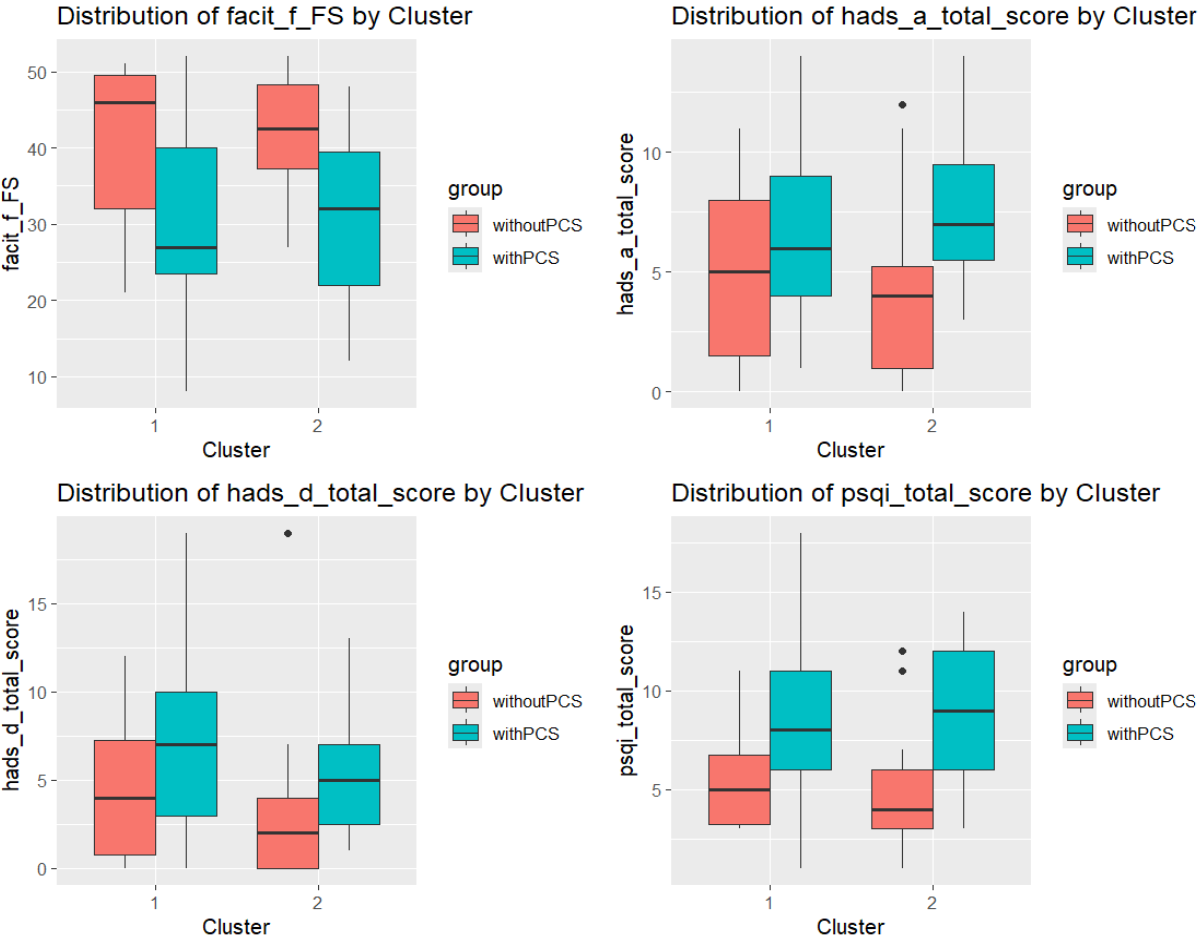 Distribution of facit_f_FS by Cluster
facit_f_FS
50
40
30
20
10
1
2
Cluster
group
withoutPCS
withPCS
Distribution of hads_a_total_score by Cluster
hads_a_total_score
10
5
0
1
2
Cluster
group
withoutPCS
withPCS
Distribution of hads_d_total_score by Cluster
hads_d_total_score
15
10
5
0
1
2
Cluster
group
withoutPCS
withPCS
Distribution of psqi_total_score by Cluster
psqi_total_score
15
10
5
1
2
Cluster
group
withoutPCS
withPCS